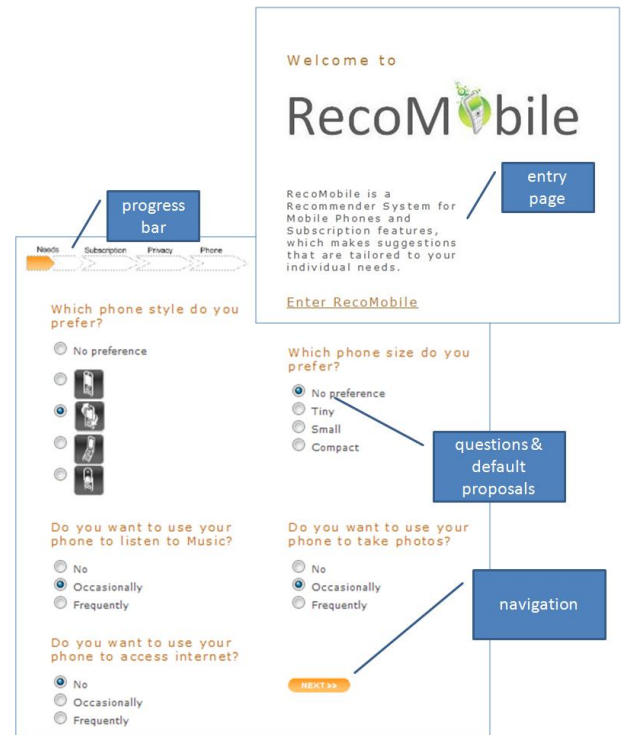 Welcome to
RecoMobile
RecoMobile is a
Recommender System for
Mobile Phones and
Subscription features,
which makes suggestions
that are tailored to your
individual needs.
Enter RecoMobile
entry
page
progress
bar
Needs Subscription Privacy Phone
Which phone style do you
prefer?
No preference
Which phone size do you
prefer?
No preference
Tiny
Small
Compact
questions &
default
proposals
Do you want to use your
phone to listen to Music?
No
Occasionally
Frequently
Do you want to use your
phone to take photos?
No
Occasionally
Frequently
navigation
Do you want to use your
phone to access internet?
No
Occasionally
Frequently
NEXT >>